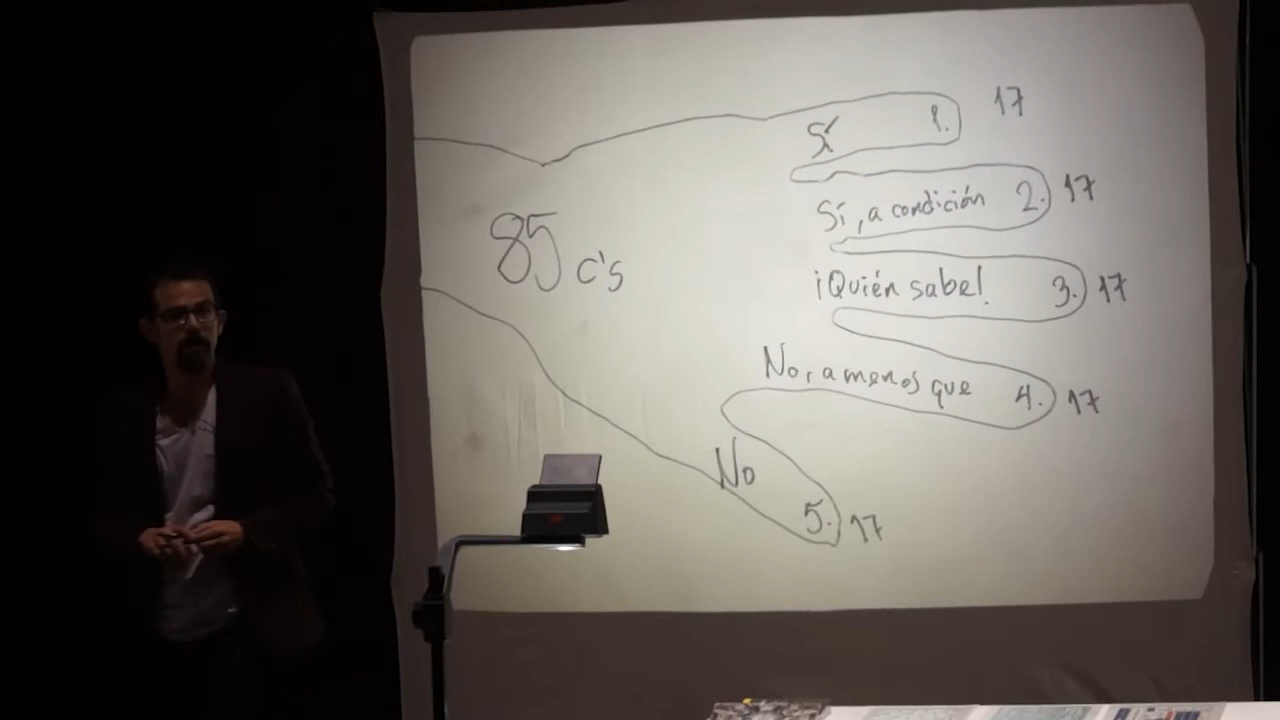 85 c's
Sí 1. 17
Sí, a condición 2. 17
¡Quién sabe! 3. 17
No, a menos que 4. 17
No 5. 17